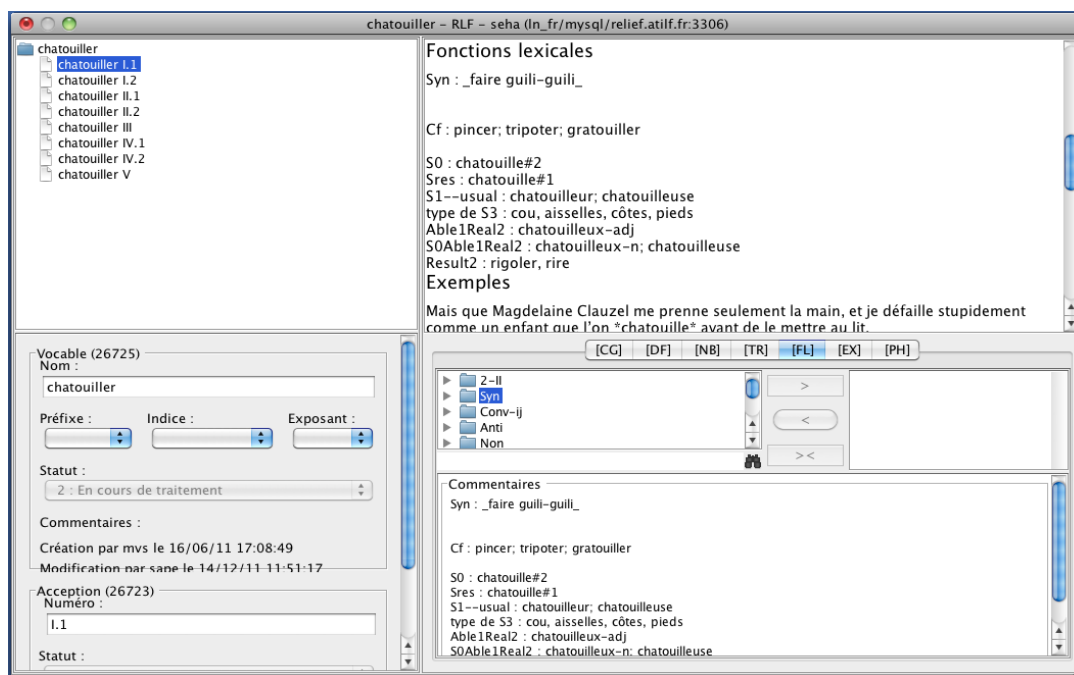 chatouiller – RLF – seha (ln_fr/mysql/relief.atilf.fr:3306)
chatouiller
chatouiller I.1
chatouiller I.2
chatouiller II.1
chatouiller II.2
chatouiller III
chatouiller IV.1
chatouiller IV.2
chatouiller V
Fonctions lexicales
Syn : _faire guili-guili_
Cf : pincer; tripoter; gratouiller
S0 : chatouille#2
Sres : chatouille#1
S1--usual : chatouilleur; chatouilleuse
type de S3 : cou, aisselles, côtes, pieds
Able1Real2 : chatouilleux-adj
S0Able1Real2 : chatouilleux-n; chatouilleuse
Result2 : rigoler, rire
Exemples
Mais que Magdelaine Clauzel me prenne seulement la main, et je défaille stupidement
comme un enfant que l'on *chatouille* avant de le mettre au lit.
Vocable (26725)
Nom :
chatouiller
Préfixe : Indice : Exposant :
Statut :
2 : En cours de traitement
Commentaires :
Création par mvs le 16/06/11 17:08:49
Modification par sape le 14/12/11 11:51:17
Acception (26723)
Numéro :
I.1
Statut :
[CG] [DF] [NB] [TR] [FL] [EX] [PH]
2-II
Syn
Conv-ij
Anti
Non
>
<
><
Commentaires
Syn : _faire guili-guili_
Cf : pincer; tripoter; gratouiller
S0 : chatouille#2
Sres : chatouille#1
S1--usual : chatouilleur; chatouilleuse
type de S3 : cou, aisselles, côtes, pieds
Able1Real2 : chatouilleux-adj
S0Able1Real2 : chatouilleux-n; chatouilleuse